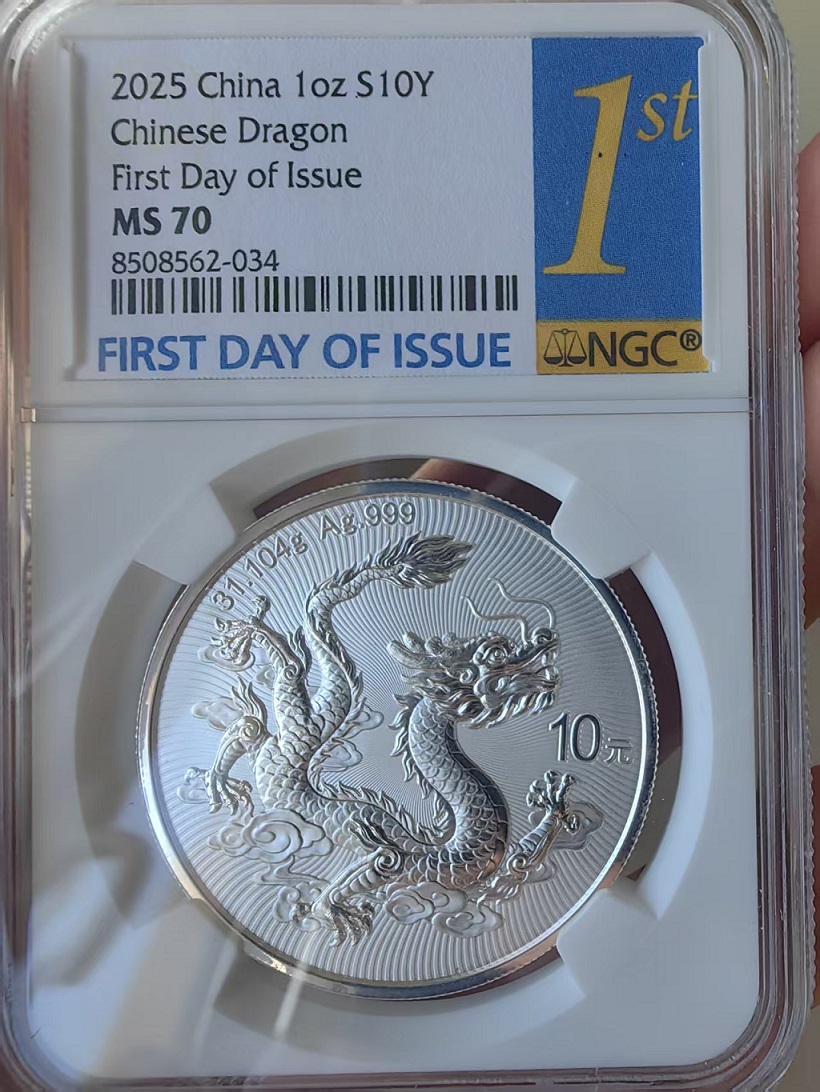 2025 China 1oz S10Y
Chinese Dragon
First Day of Issue
MS 70
8508562-034
FIRST DAY OF ISSUE
1st
NGC®
31.104g Ag.999
10元